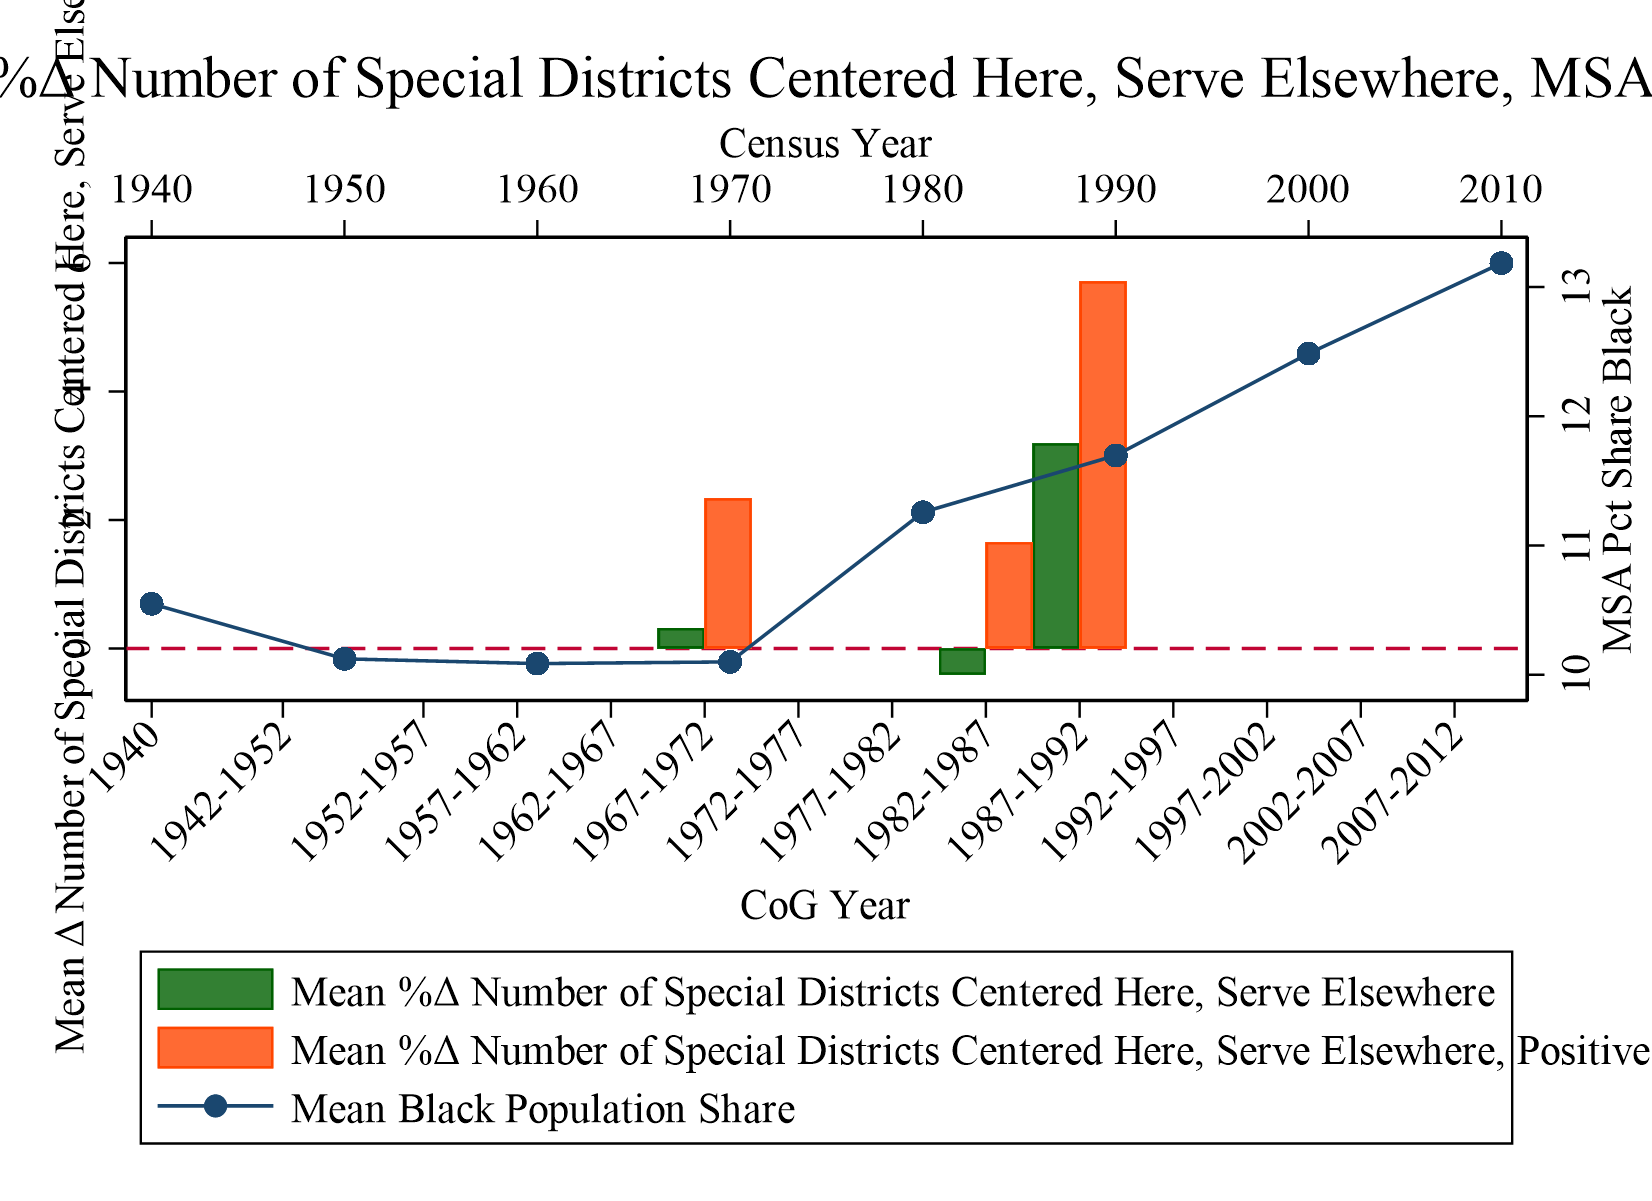 %Δ Number of Special Districts Centered Here, Serve Elsewhere, MSA
Census Year
1940 1950 1960 1970 1980 1990 2000 2010
Mean Δ Number of Special Districts Centered Here, Serve Else
6
4
2
0
13
12
11
10
MSA Pct Share Black
1940 1942-1952 1952-1957 1957-1962 1962-1967 1967-1972 1972-1977 1977-1982 1982-1987 1987-1992 1992-1997 1997-2002 2002-2007 2007-2012
CoG Year
Mean %Δ Number of Special Districts Centered Here, Serve Elsewhere
Mean %Δ Number of Special Districts Centered Here, Serve Elsewhere, Positive
Mean Black Population Share